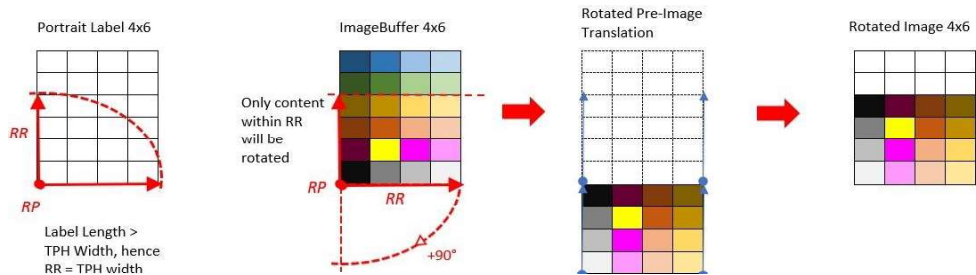 Portrait Label 4x6
RR
RP
Label Length >
TPH Width, hence
RR = TPH width
ImageBuffer 4x6
Only content
within RR
will be
rotated
RP
RR
+90°
Rotated Pre-Image
Translation
Rotated Image 4x6